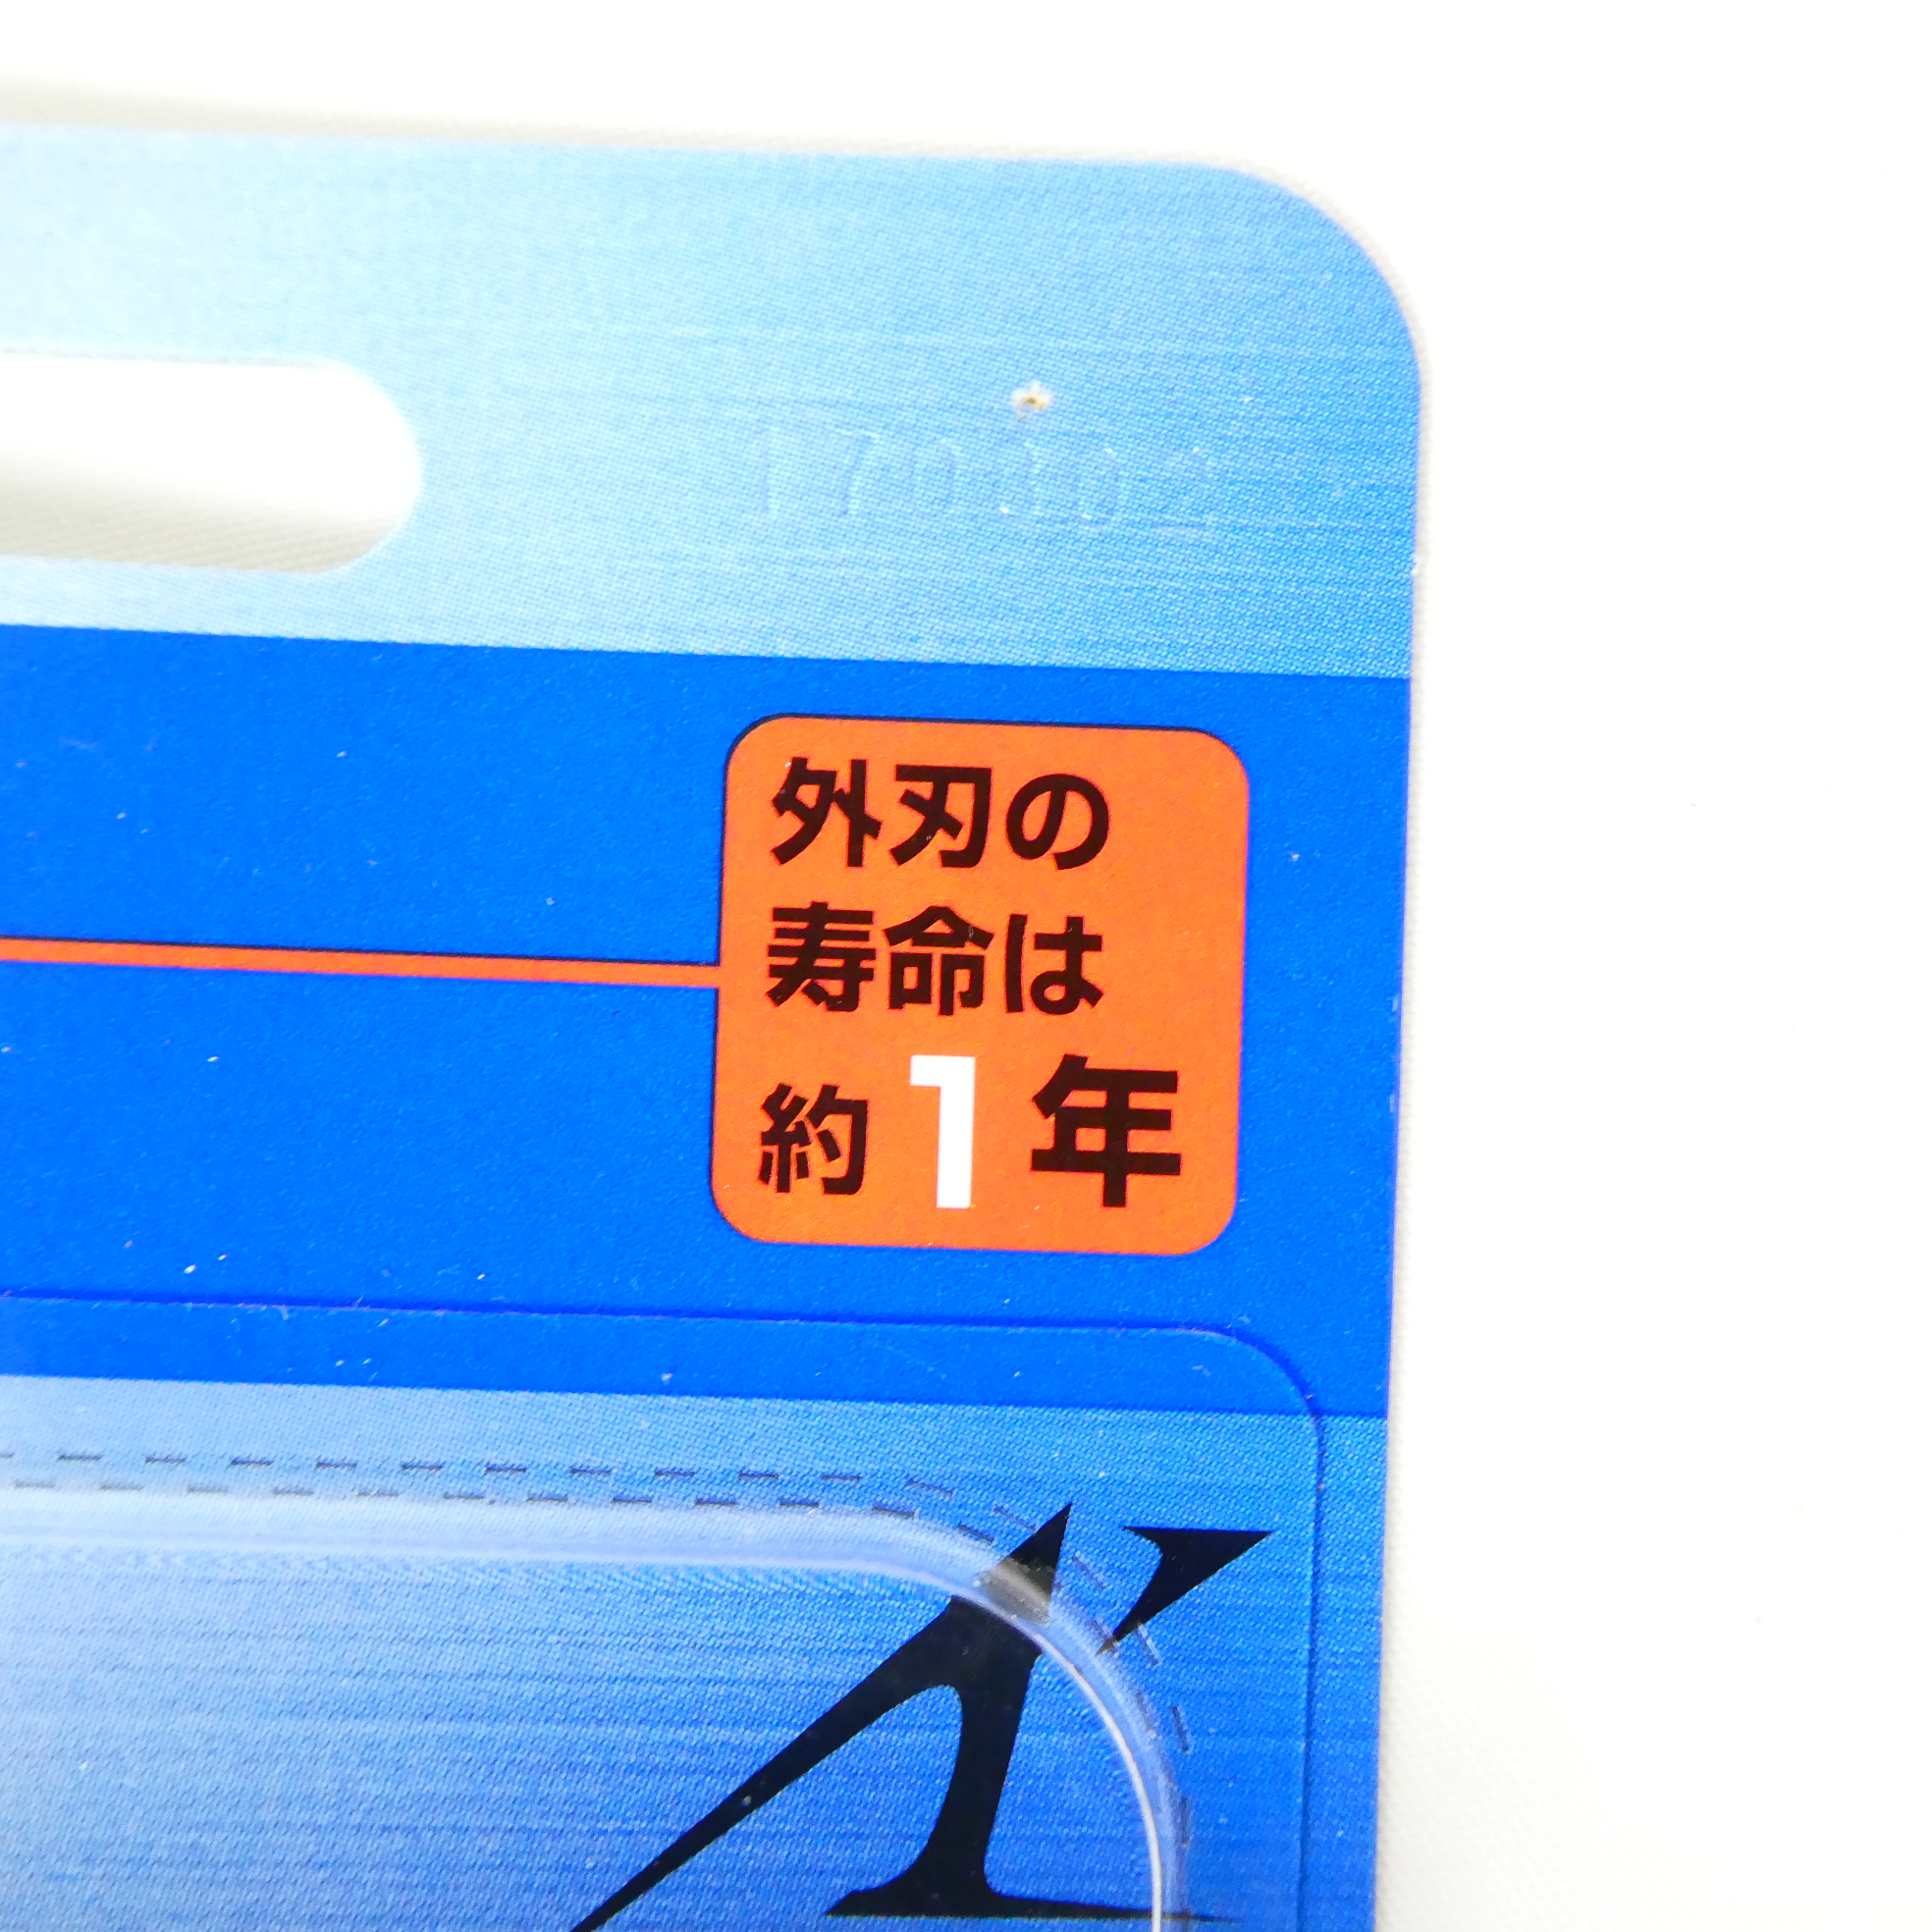 外刃の
寿命は
約1年